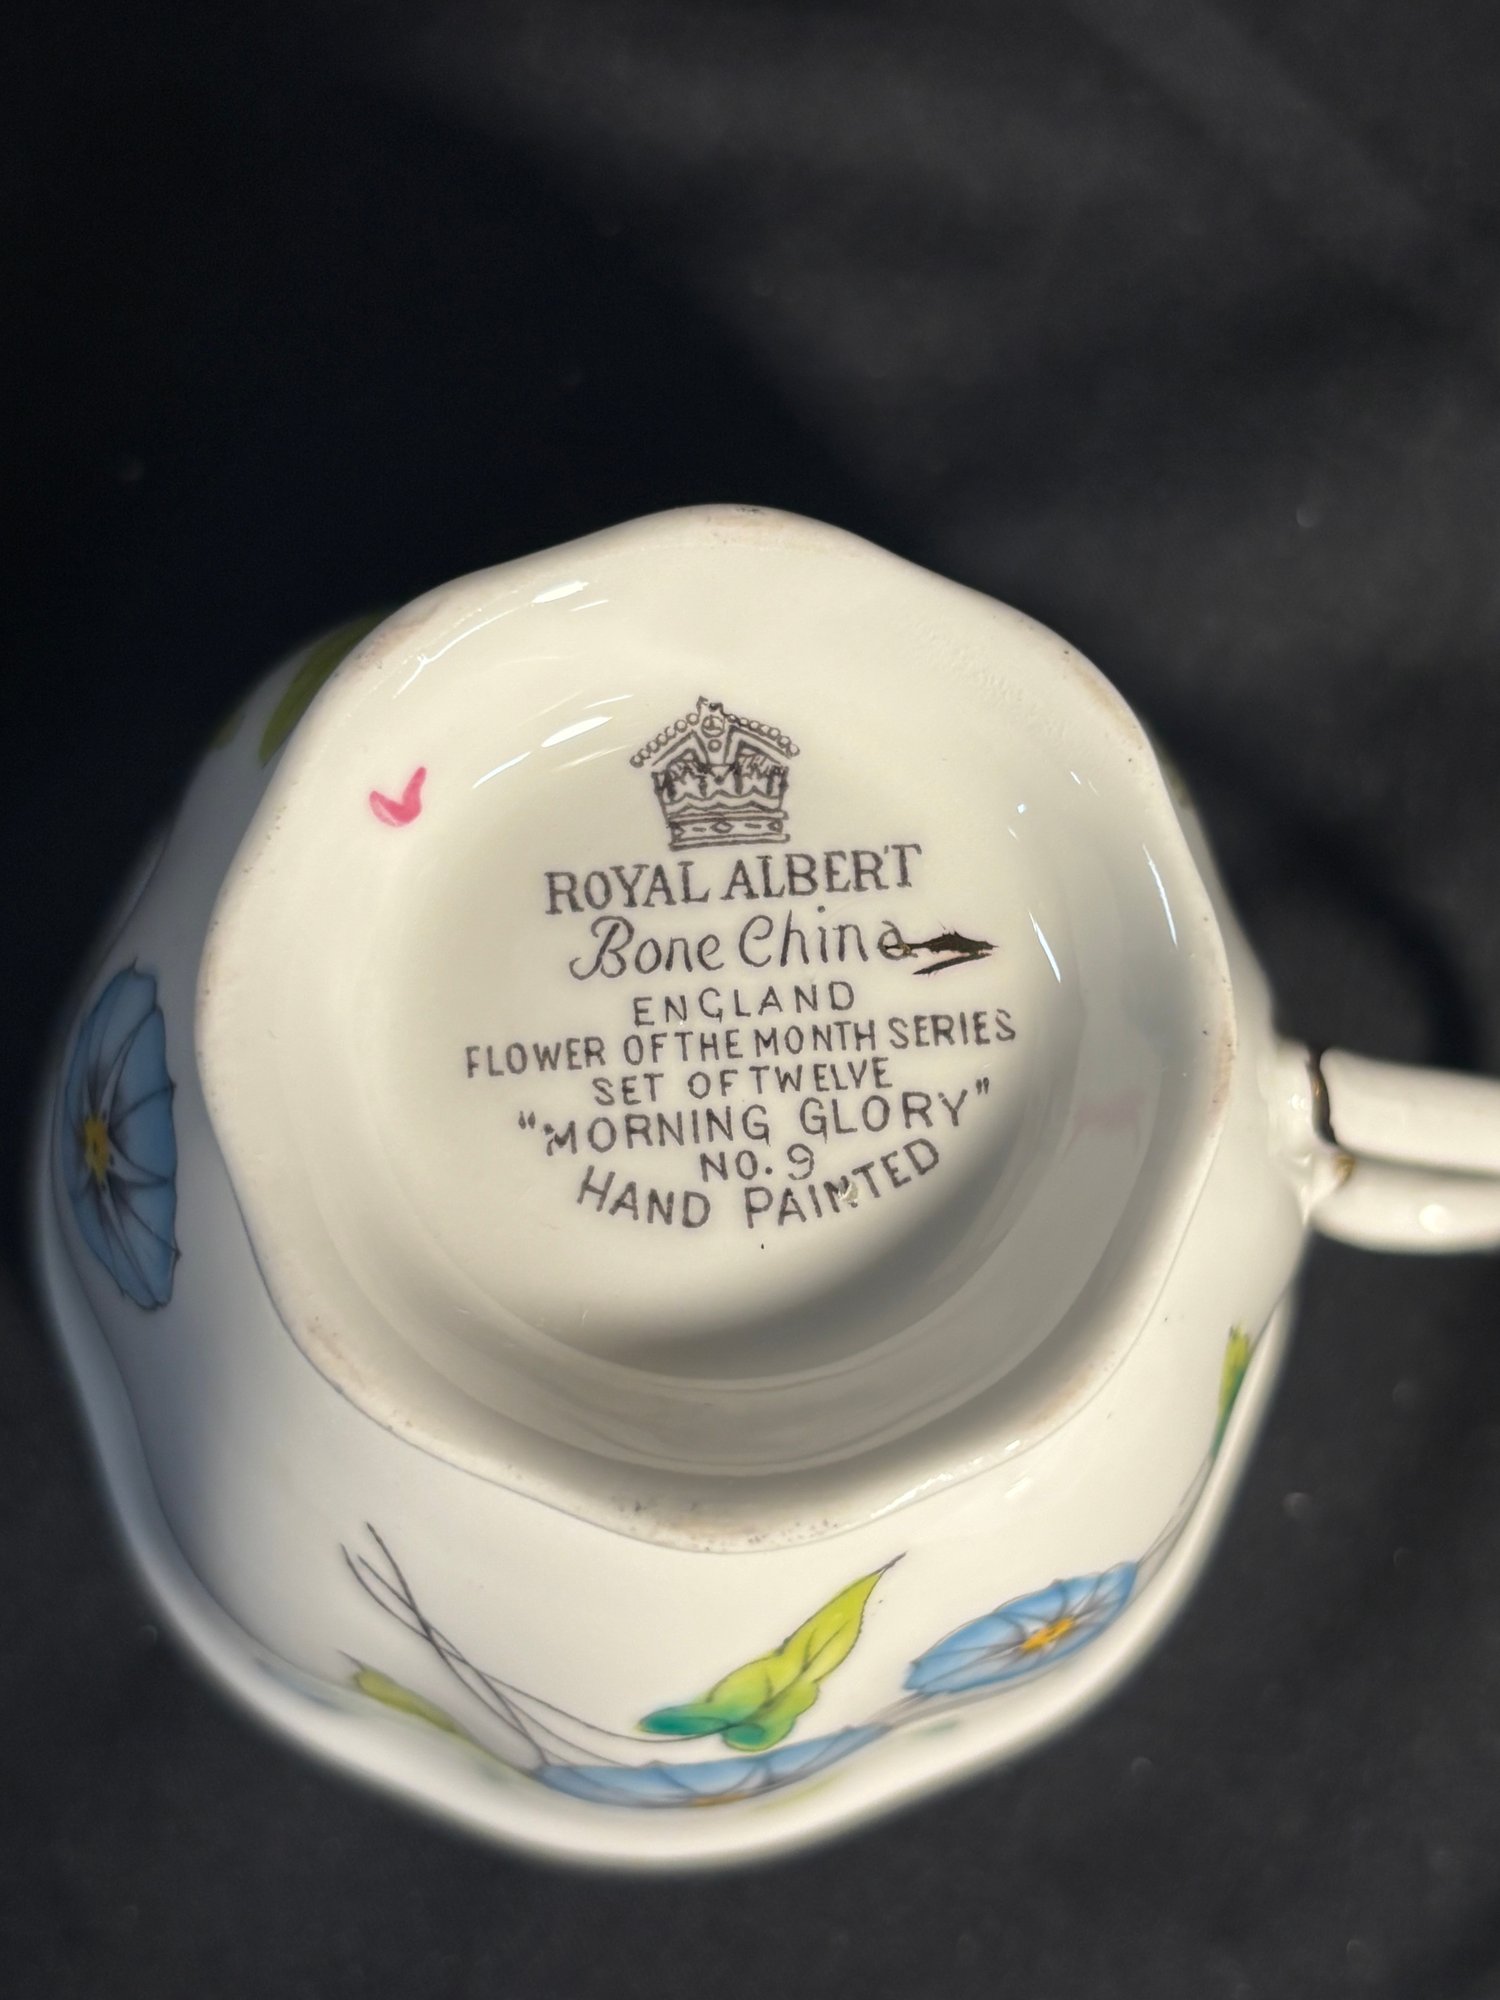 ROYAL ALBERT
Bone China
ENGLAND
FLOWER OF THE MONTH SERIES
SET OF TWELVE
"MORNING GLORY"
NO. 9
HAND PAINTED